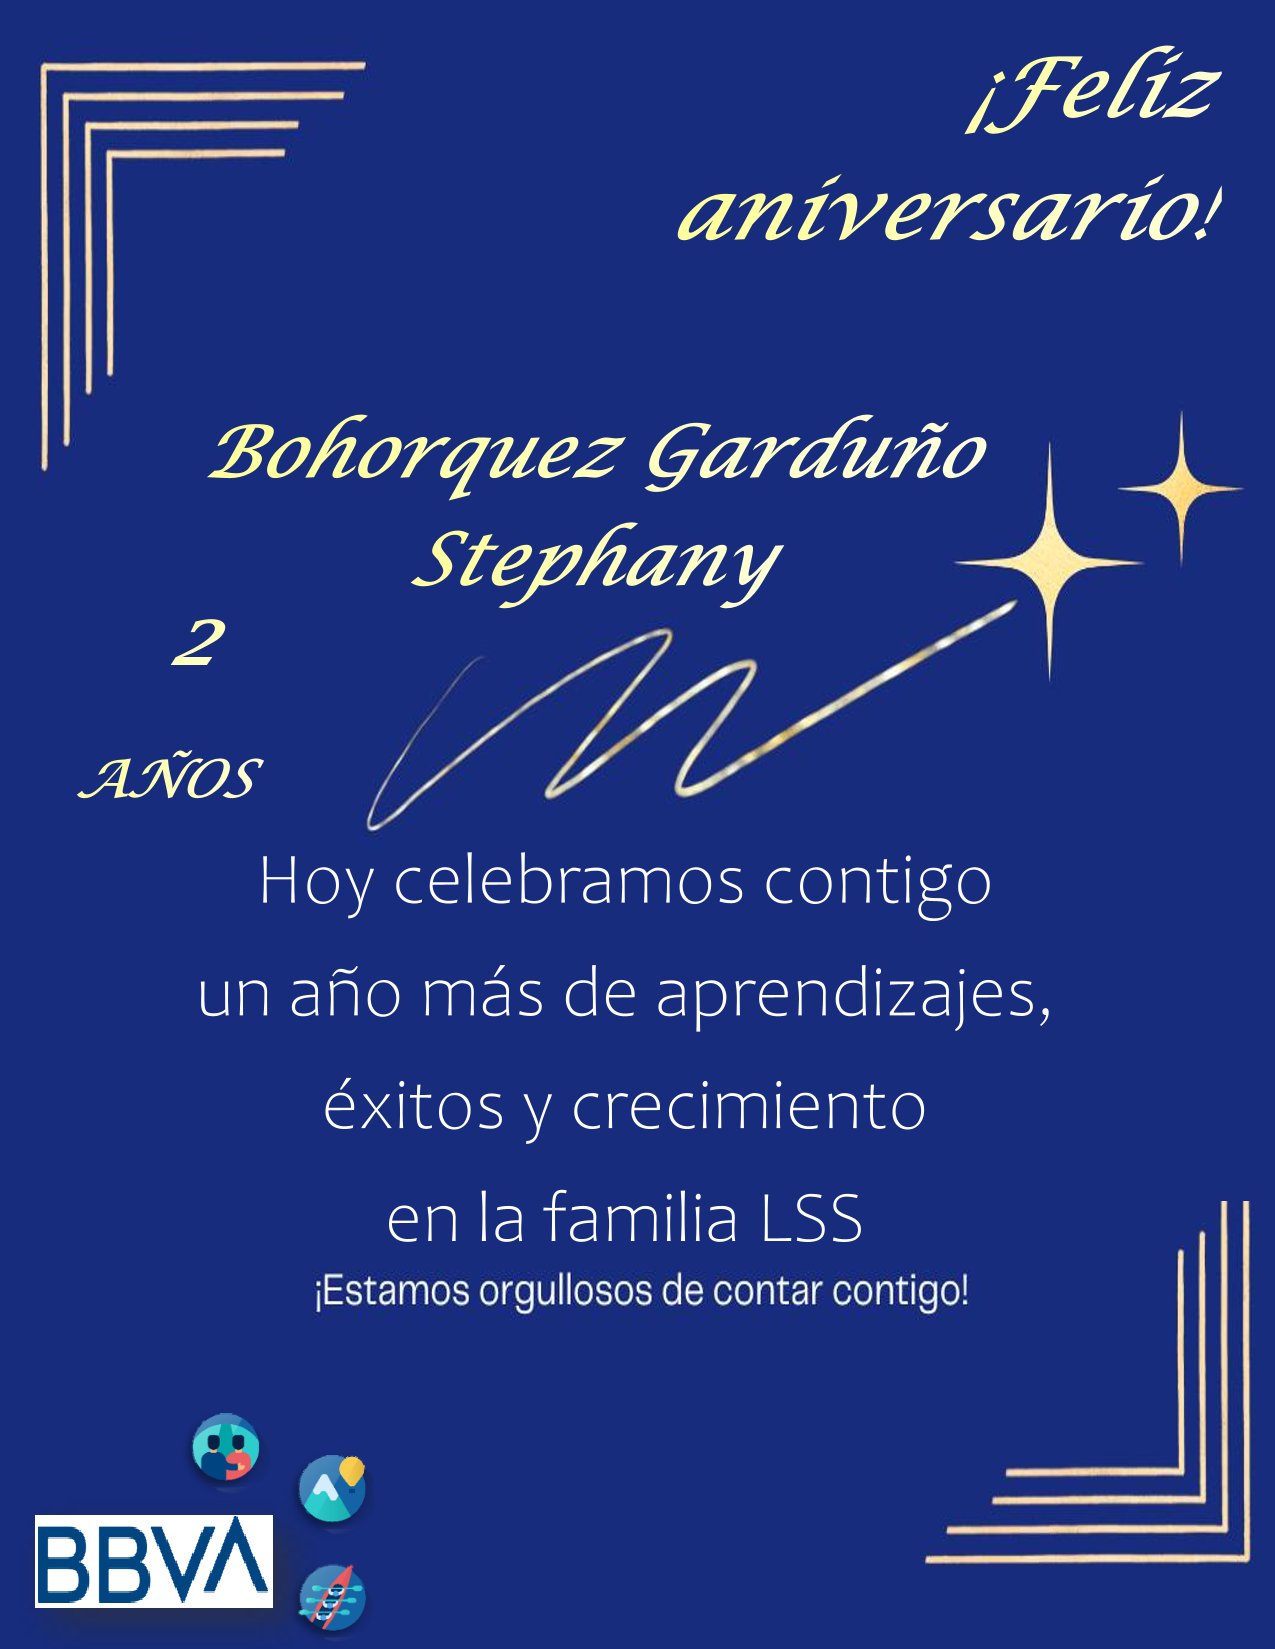 ¡Feliz
aniversario!
Bohorquez Garduño
Stephany
2
AÑOS
Hoy celebramos contigo
un año más de aprendizajes,
éxitos y crecimiento
en la familia LSS
¡Estamos orgullosos de contar contigo!
BBVA